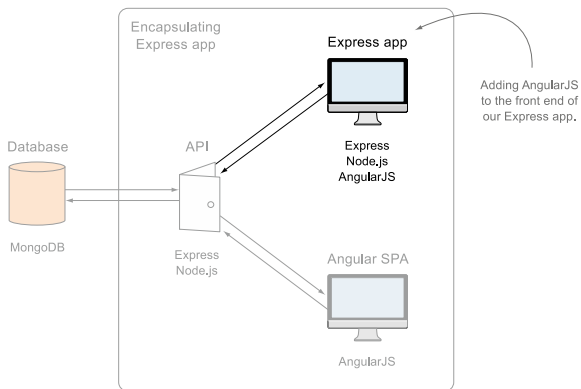 Encapsulating
Express app
Express app
Adding AngularJS
to the front end of
our Express app.
Database
API
Express
Node.js
AngularJS
MongoDB
Express
Node.js
Angular SPA
AngularJS